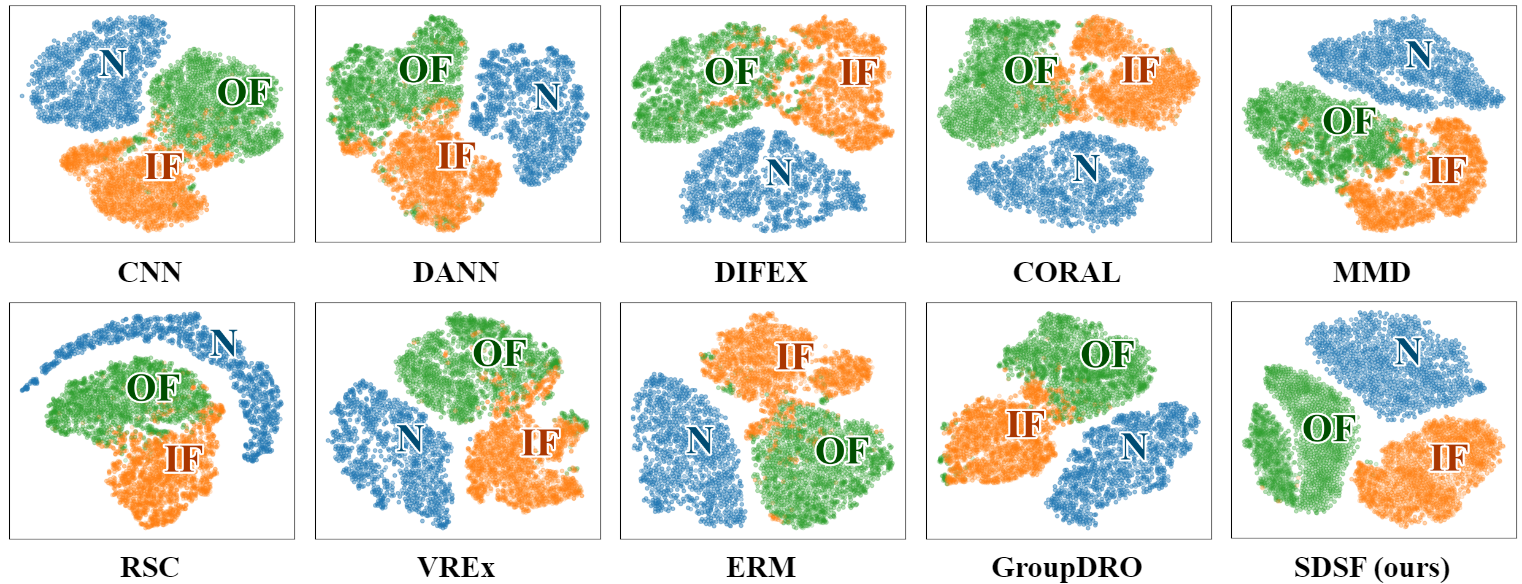 N OF IF
OF N IF
OF IF N
OF IF N
N OF IF
CNN DANN DIFEX CORAL MMD
N OF IF
OF N IF
IF N OF
OF IF N
N OF IF
RSC VREx ERM GroupDRO SDSF (ours)